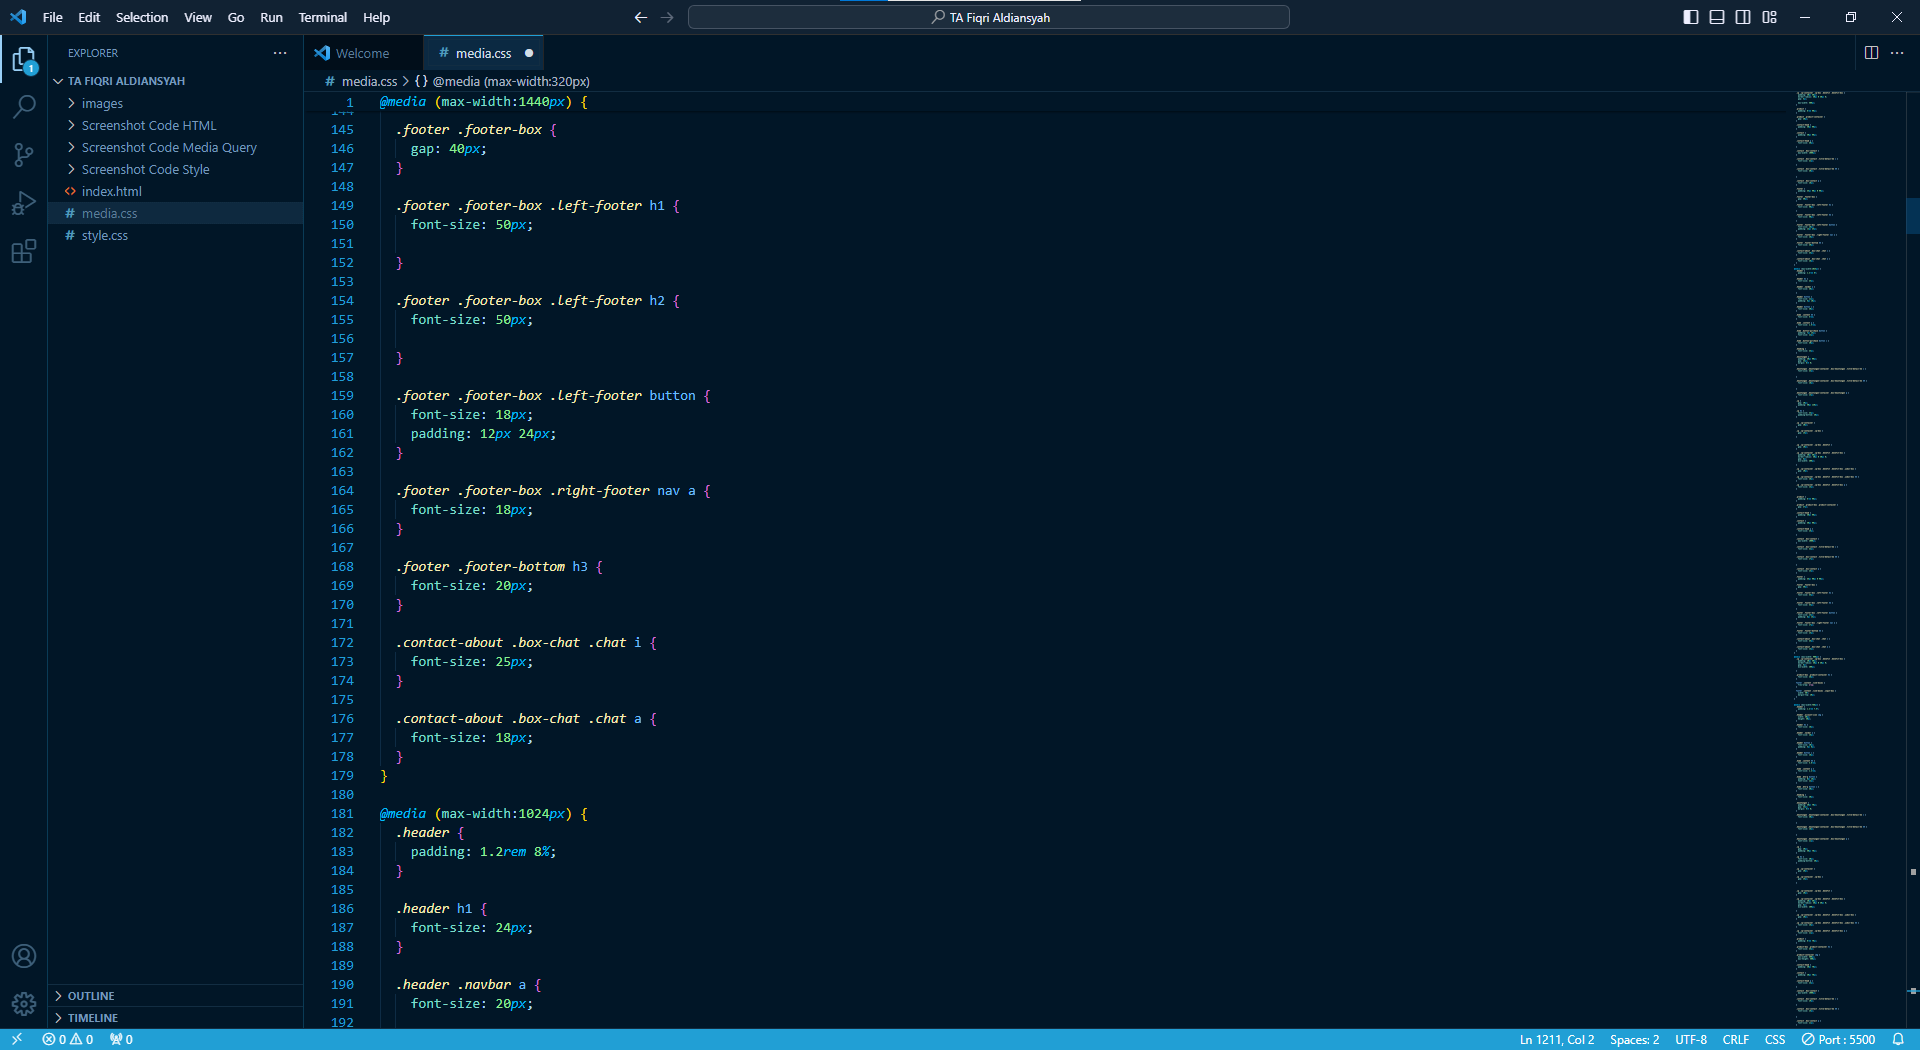 File Edit Selection View Go Run Terminal Help
TA Fiqri Aldiansyah
EXPLORER
Welcome
# media.css
TA FIQRI ALDIANSYAH
# media.css > {} @media (max-width:320px)
images
Screenshot Code HTML
Screenshot Code Media Query
Screenshot Code Style
<> index.html
# media.css
# style.css
OUTLINE
TIMELINE
1
1 @media (max-width:1440px) {
144
145 .footer .footer-box {
146 gap: 40px;
147 }
148
149 .footer .footer-box .left-footer h1 {
150 font-size: 50px;
151
152 }
153
154 .footer .footer-box .left-footer h2 {
155 font-size: 50px;
156
157 }
158
159 .footer .footer-box .left-footer button {
160 font-size: 18px;
161 padding: 12px 24px;
162 }
163
164 .footer .footer-box .right-footer nav a {
165 font-size: 18px;
166 }
167
168 .footer .footer-bottom h3 {
169 font-size: 20px;
170 }
171
172 .contact-about .box-chat .chat i {
173 font-size: 25px;
174 }
175
176 .contact-about .box-chat .chat a {
177 font-size: 18px;
178 }
179 }
180
181 @media (max-width:1024px) {
182 .header {
183 padding: 1.2rem 8%;
184 }
185
186 .header h1 {
187 font-size: 24px;
188 }
189
190 .header .navbar a {
191 font-size: 20px;
192
0 0 0 Ln 1211, Col 2 Spaces: 2 UTF-8 CRLF CSS Port : 5500